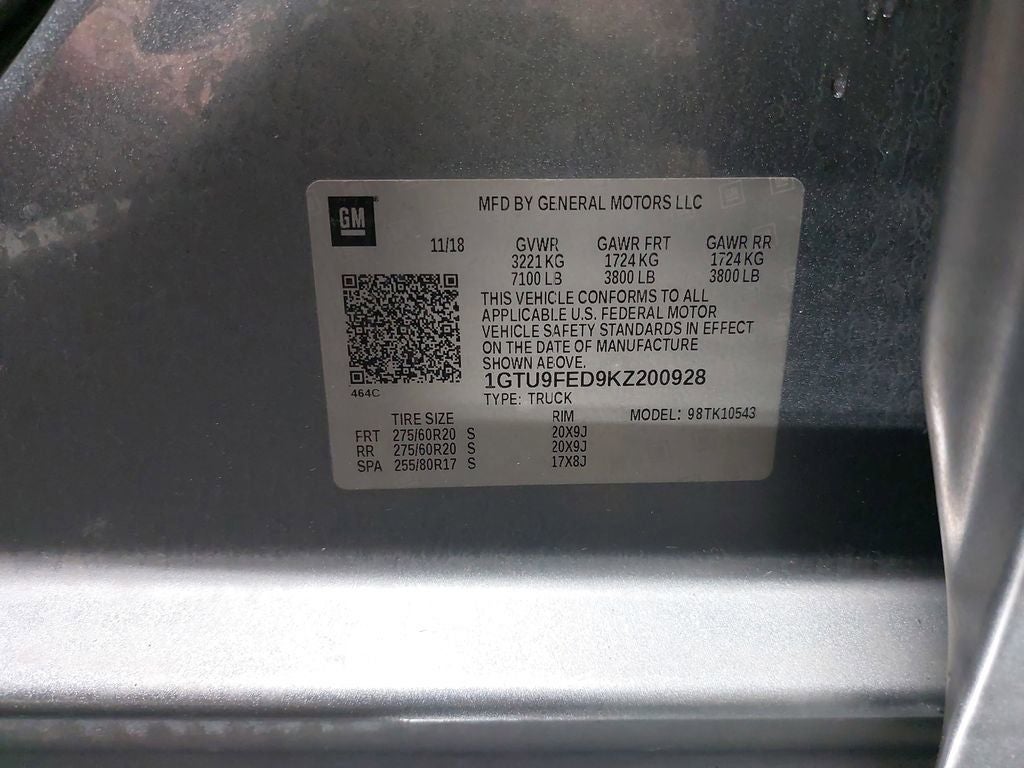 GM
MFD BY GENERAL MOTORS LLC
11/18 GVWR GAWR FRT GAWR RR
3221 KG 1724 KG 1724 KG
7100 LB 3800 LB 3800 LB
THIS VEHICLE CONFORMS TO ALL
APPLICABLE U.S. FEDERAL MOTOR
VEHICLE SAFETY STANDARDS IN EFFECT
ON THE DATE OF MANUFACTURE
SHOWN ABOVE.
464C
1GTU9FED9KZ200928
TYPE: TRUCK
TIRE SIZE RIM MODEL: 98TK10543
FRT 275/60R20 S 20X9J
RR 275/60R20 S 20X9J
SPA 255/80R17 S 17X8J